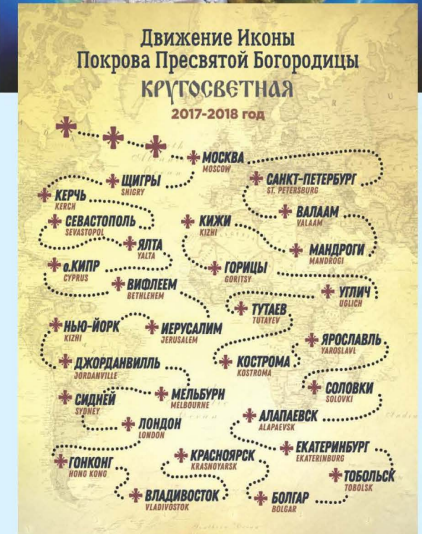 Движение Иконы
Покрова Пресвятой Богородицы
КРУГОСВЕТНАЯ
2017-2018 год
МОСКВА
MOSCOW
ЩИГРЫ
SHIGRY
САНКТ-ПЕТЕРБУРГ
ST. PETERSBURG
КЕРЧЬ
KERCH
ВАЛААМ
VALAAM
СЕВАСТОПОЛЬ
SEVASTOPOL
КИЖИ
KIZHI
ЯЛТА
YALTA
МАНДРОГИ
MANDROGI
о.КИПР
CYPRUS
ГОРИЦЫ
GORITSY
ВИФЛЕЕМ
BETHLEHEM
УГЛИЧ
UGLICH
ТУТАЕВ
TUTAYEV
НЬЮ-ЙОРК
KIZHI
ИЕРУСАЛИМ
JERUSALEM
ЯРОСЛАВЛЬ
YAROSLAVL
ДЖОРДАНВИЛЛЬ
JORDANVILLE
КОСТРОМА
KOSTROMA
СОЛОВКИ
SOLOVKI
СИДНЕЙ
SYDNEY
МЕЛЬБУРН
MELBOURNE
АЛАПАЕВСК
ALAPAEVSK
ЛОНДОН
LONDON
ЕКАТЕРИНБУРГ
EKATERINBURG
ГОНКОНГ
HONG KONG
КРАСНОЯРСК
KRASNOYARSK
ТОБОЛЬСК
TOBOLSK
ВЛАДИВОСТОК
VLADIVOSTOK
БОЛГАР
BOLGAR